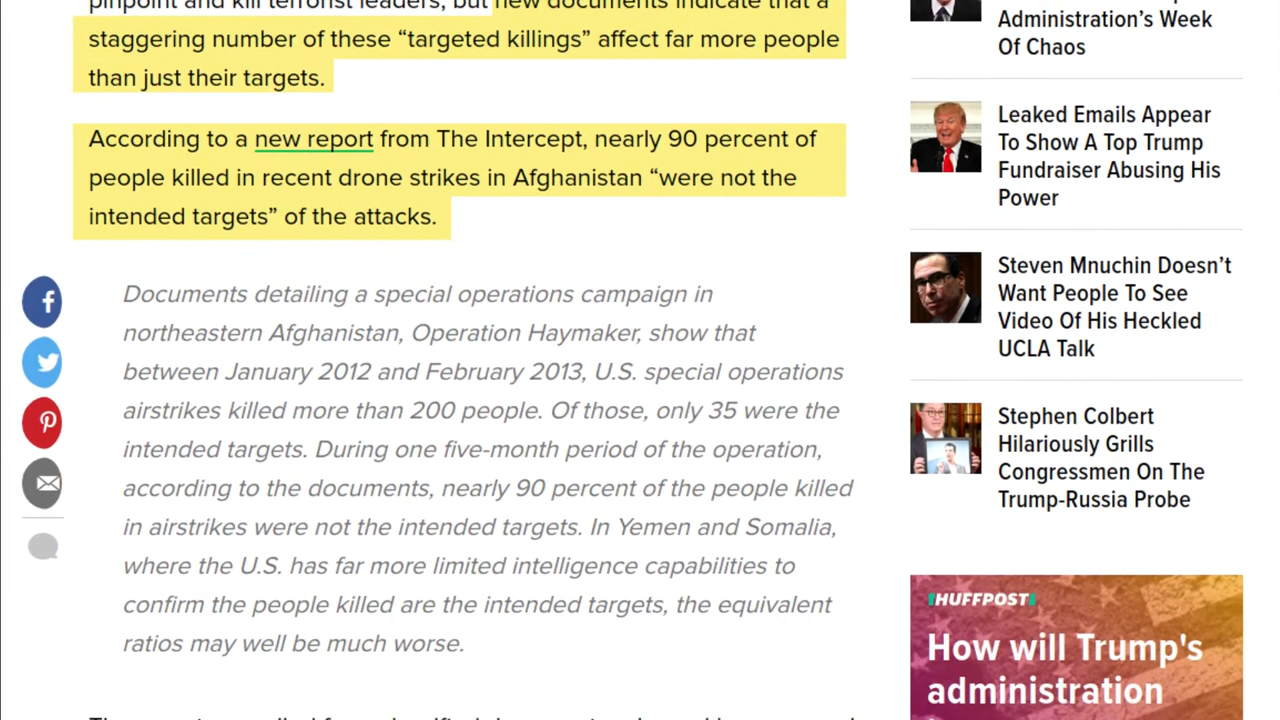 new documents indicate that a
staggering number of these “targeted killings” affect far more people
than just their targets.
According to a new report from The Intercept, nearly 90 percent of
people killed in recent drone strikes in Afghanistan “were not the
intended targets” of the attacks.
Documents detailing a special operations campaign in
northeastern Afghanistan, Operation Haymaker, show that
between January 2012 and February 2013, U.S. special operations
airstrikes killed more than 200 people. Of those, only 35 were the
intended targets. During one five-month period of the operation,
according to the documents, nearly 90 percent of the people killed
in airstrikes were not the intended targets. In Yemen and Somalia,
where the U.S. has far more limited intelligence capabilities to
confirm the people killed are the intended targets, the equivalent
ratios may well be much worse.
Administration’s Week
Of Chaos
Leaked Emails Appear
To Show A Top Trump
Fundraiser Abusing His
Power
Steven Mnuchin Doesn’t
Want People To See
Video Of His Heckled
UCLA Talk
Stephen Colbert
Hilariously Grills
Congressmen On The
Trump-Russia Probe
HUFFPOST
How will Trump's
administration